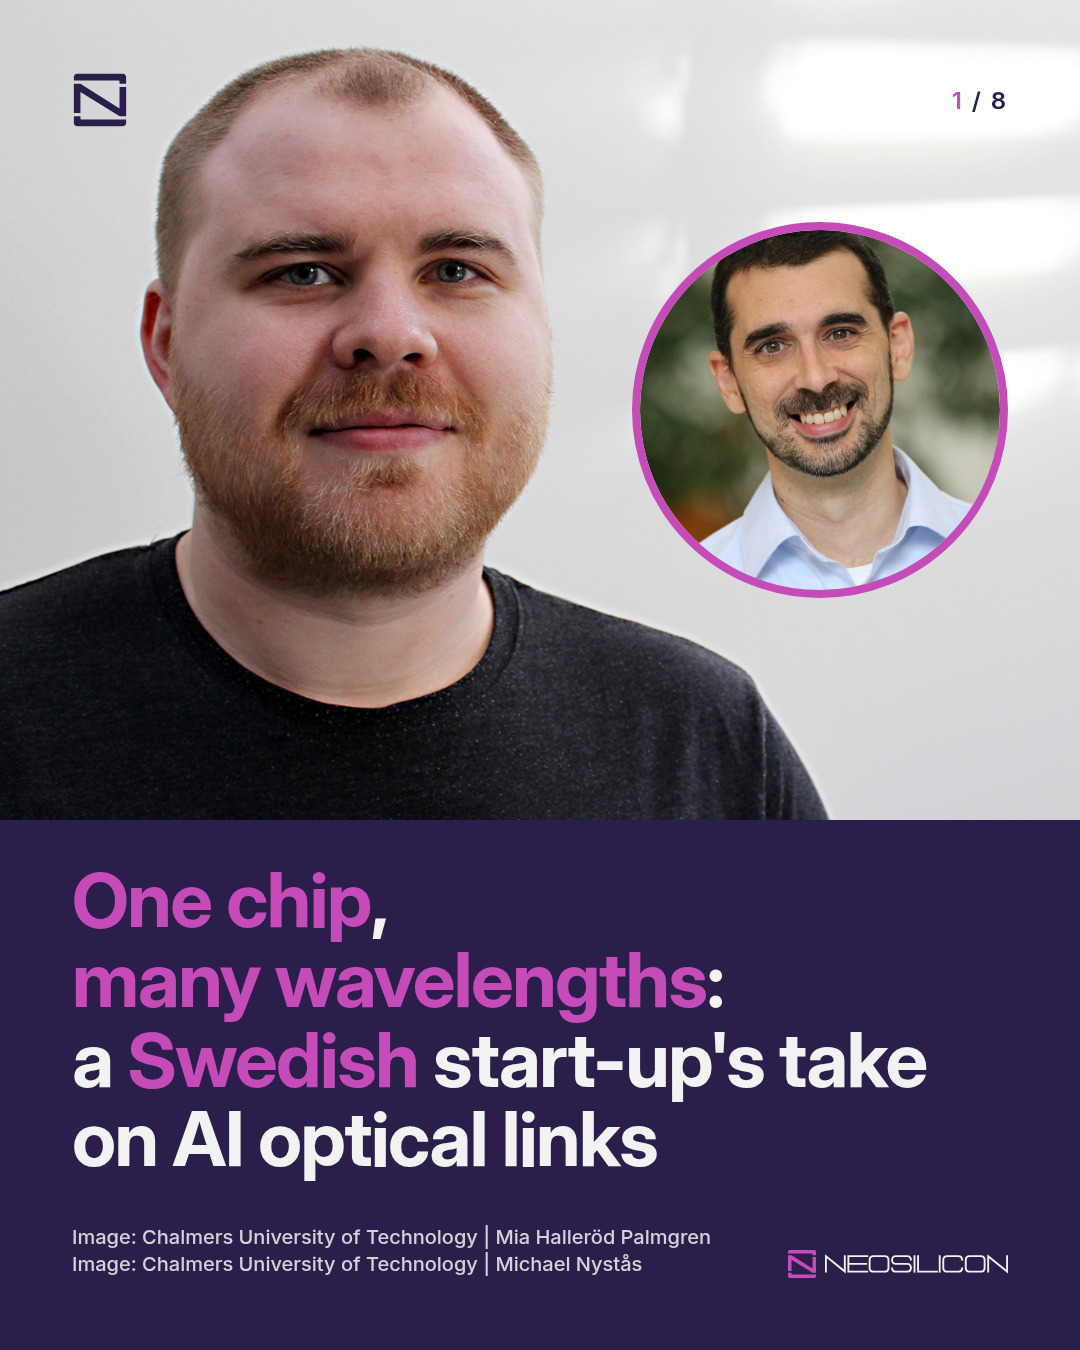 1 / 8
One chip,
many wavelengths:
a Swedish start-up's take
on AI optical links
Image: Chalmers University of Technology | Mia Halleröd Palmgren
Image: Chalmers University of Technology | Michael Nystås
NEOSILICON